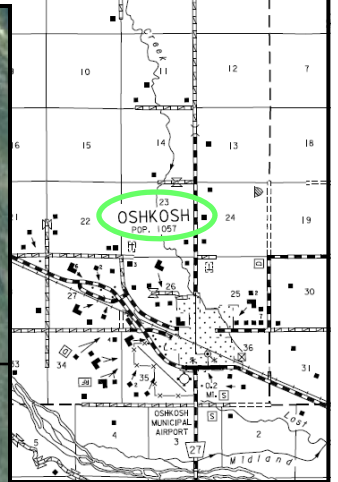 Creek
10 11 12 7
16 15 14 13 18
23
21 22 OSHKOSH 24 19
POP. 1057
27 26 25 30
36
33 34 35 31
0.2
MI. S
OSHKOSH
MUNICIPAL
AIRPORT
S
Lost
5 4 3 2
27
Midland